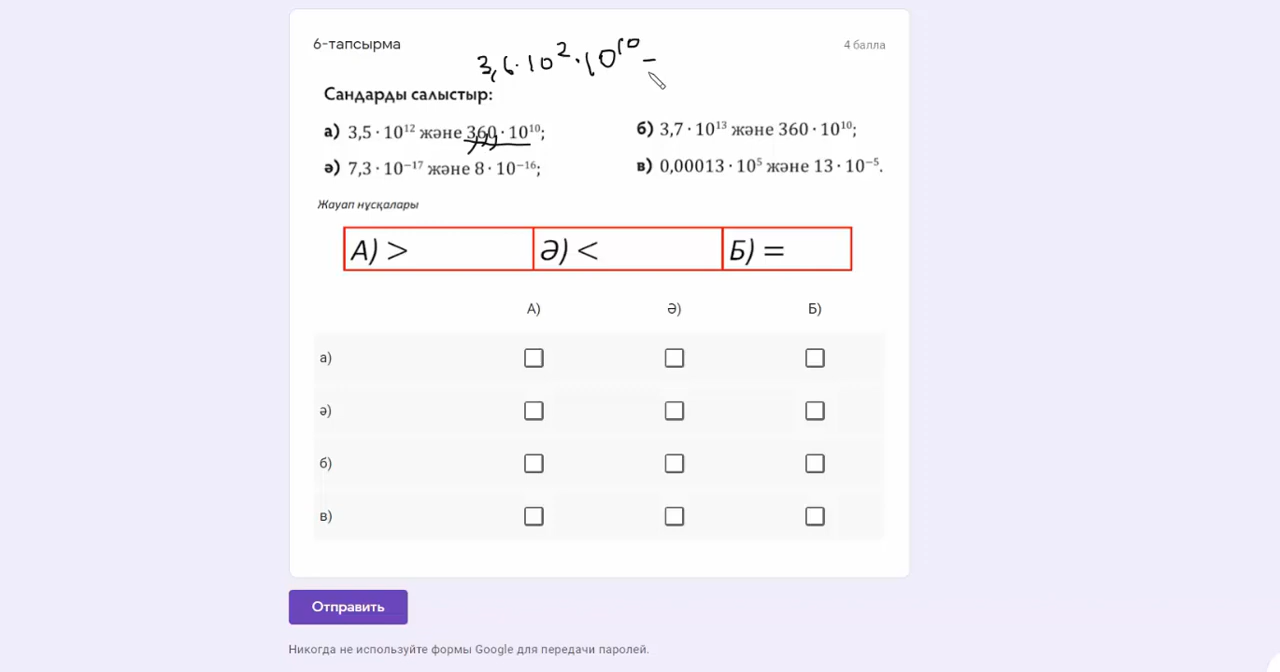 6-тапсырма
4 балла
3,6·10²·10¹⁰ =
Сандарды салыстыр:
а) 3,5 · 10¹² және 360 · 10¹⁰;
б) 3,7 · 10¹³ және 360 · 10¹⁰;
ә) 7,3 · 10⁻¹⁷ және 8 · 10⁻¹⁶;
в) 0,00013 · 10⁵ және 13 · 10⁻⁵.
Жауап нұсқалары
А) > Ә) < Б) =
А) Ә) Б)
а)
ә)
б)
в)
Отправить
Никогда не используйте формы Google для передачи паролей.